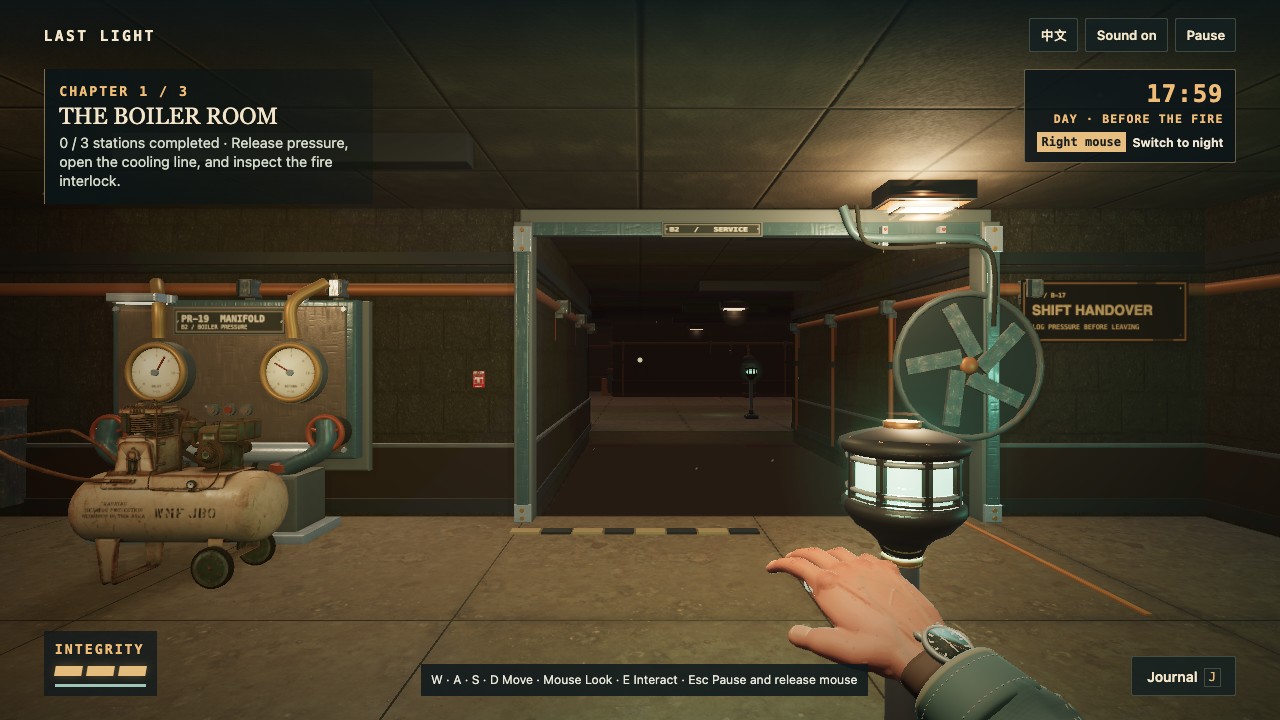 LAST LIGHT
中文
Sound on
Pause
CHAPTER 1 / 3
THE BOILER ROOM
0 / 3 stations completed · Release pressure,
open the cooling line, and inspect the fire
interlock.
17:59
DAY · BEFORE THE FIRE
Right mouse Switch to night
B2 / SERVICE
PR-19 MANIFOLD
B2 / BOILER PRESSURE
/ B-17
SHIFT HANDOVER
LOG PRESSURE BEFORE LEAVING
INTEGRITY
W · A · S · D Move · Mouse Look · E Interact · Esc Pause and release mouse
Journal J